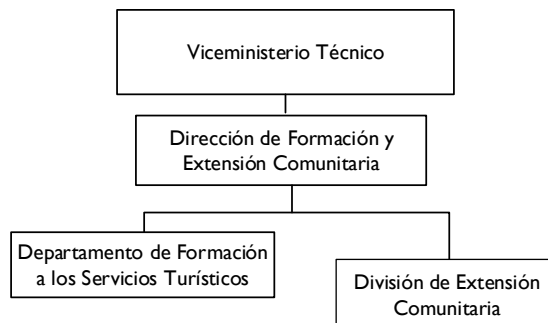 Viceministerio Técnico
Dirección de Formación y
Extensión Comunitaria
Departamento de Formación
a los Servicios Turísticos
División de Extensión
Comunitaria